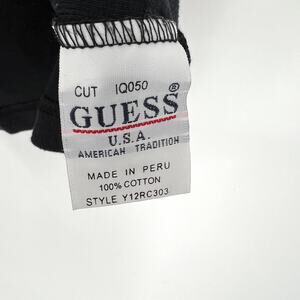 CUT IQ050
GUESS®
U.S.A.
AMERICAN TRADITION
MADE IN PERU
100% COTTON
STYLE Y12RC303